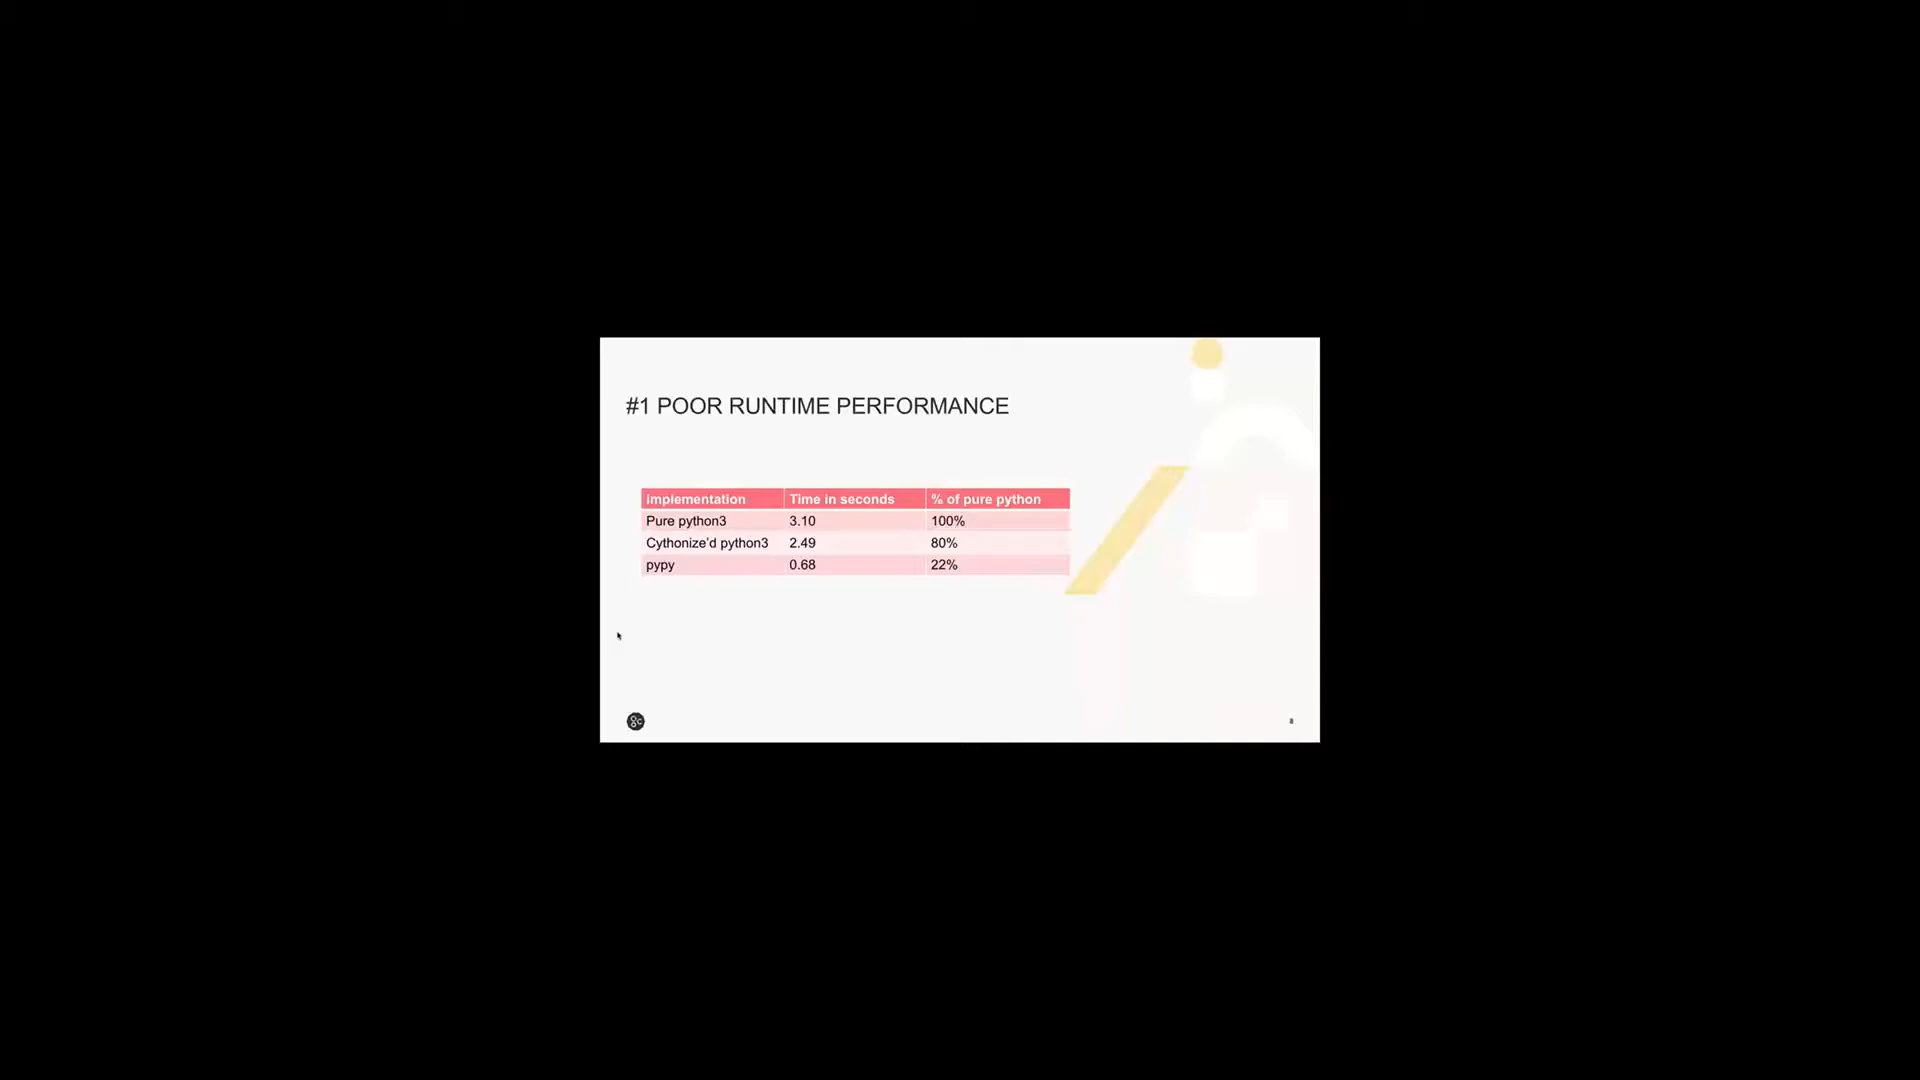 #1 POOR RUNTIME PERFORMANCE
Implementation Time in seconds % of pure python
Pure python3 3.10 100%
Cythonize’d python3 2.49 80%
pypy 0.68 22%
8